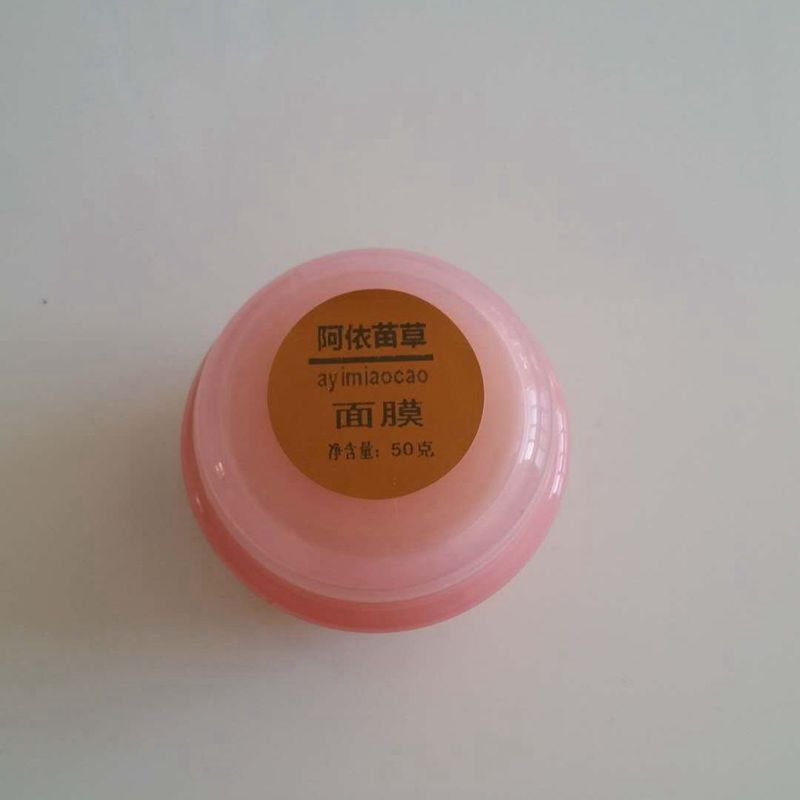 阿依苗草
ayimiaocao
面膜
净含量：50克